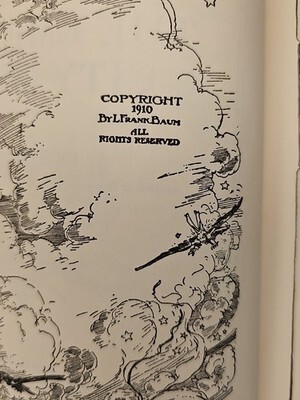 COPYRIGHT
1910
BY L. FRANK BAUM
ALL
RIGHTS RESERVED